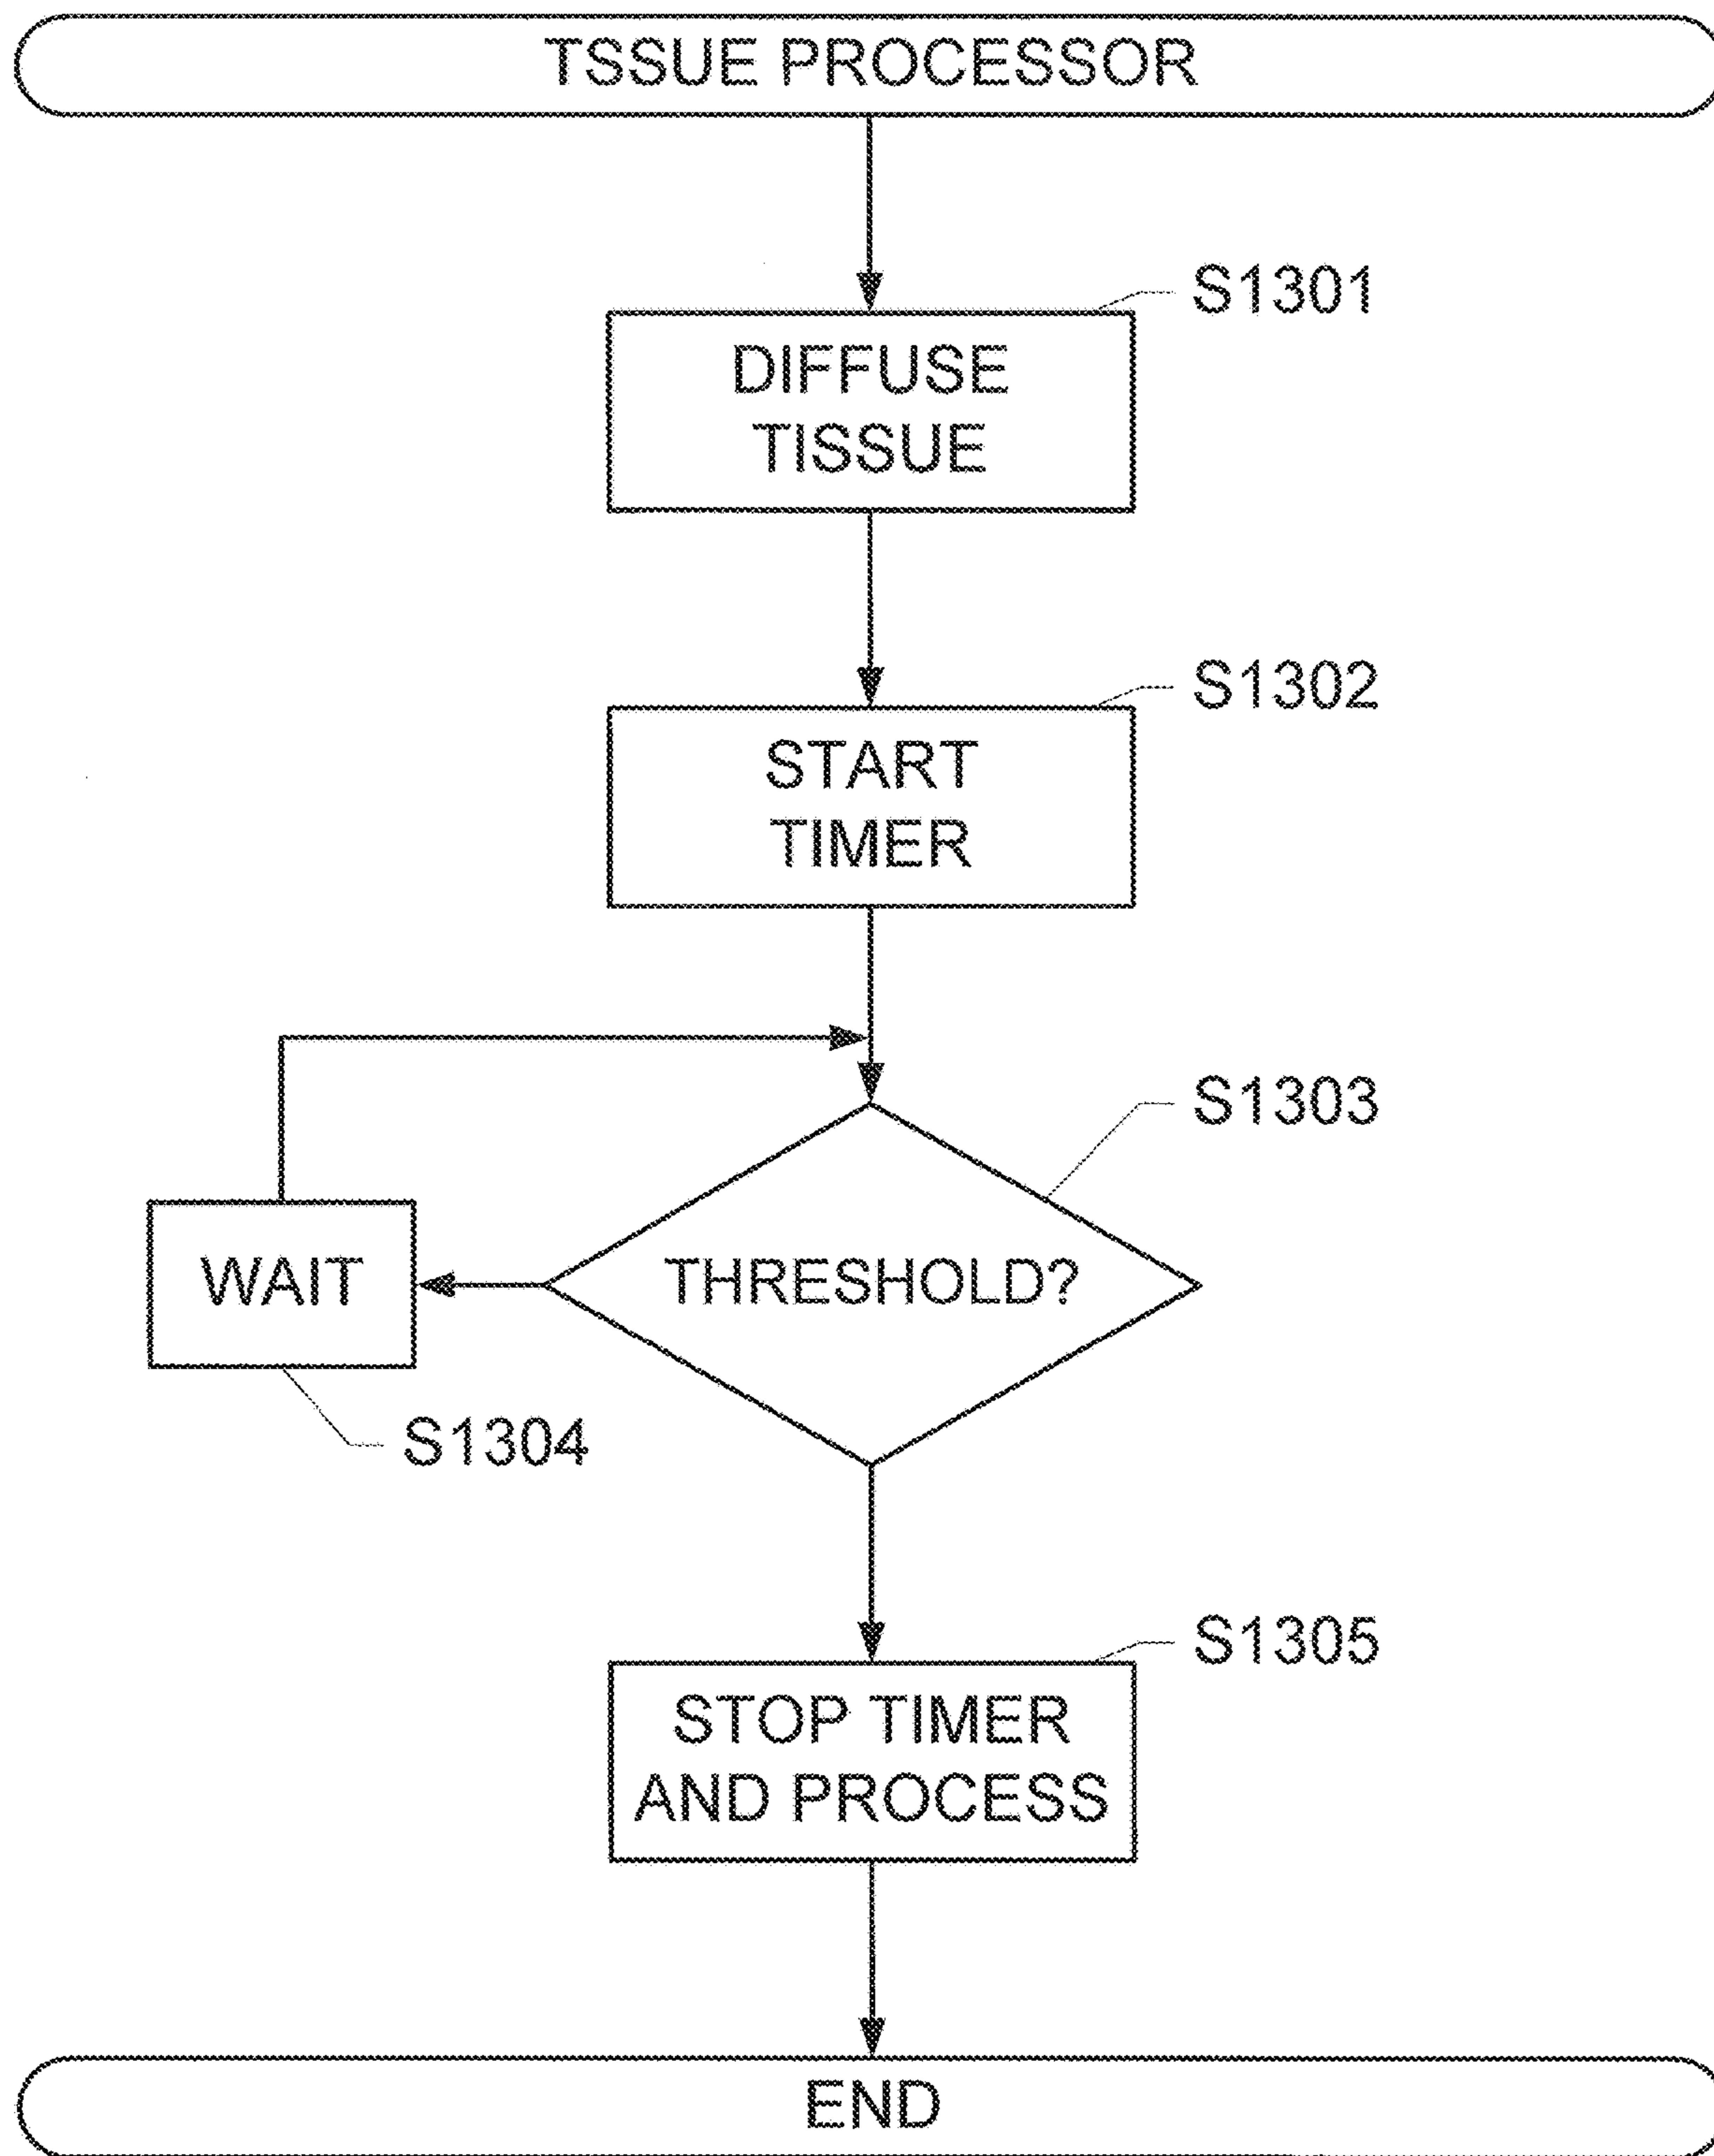 TSSUE PROCESSOR
S1301
DIFFUSE
TISSUE
S1302
START
TIMER
S1303
THRESHOLD?
WAIT
S1304
S1305
STOP TIMER
AND PROCESS
END